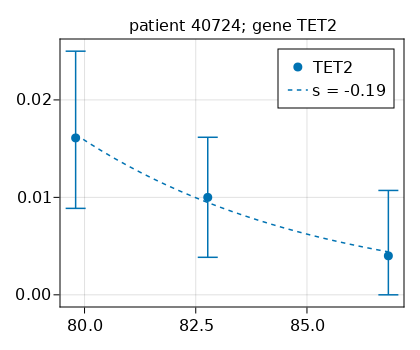 patient 40724; gene TET2
TET2
s = -0.19
0.02
0.01
0.00
80.0 82.5 85.0